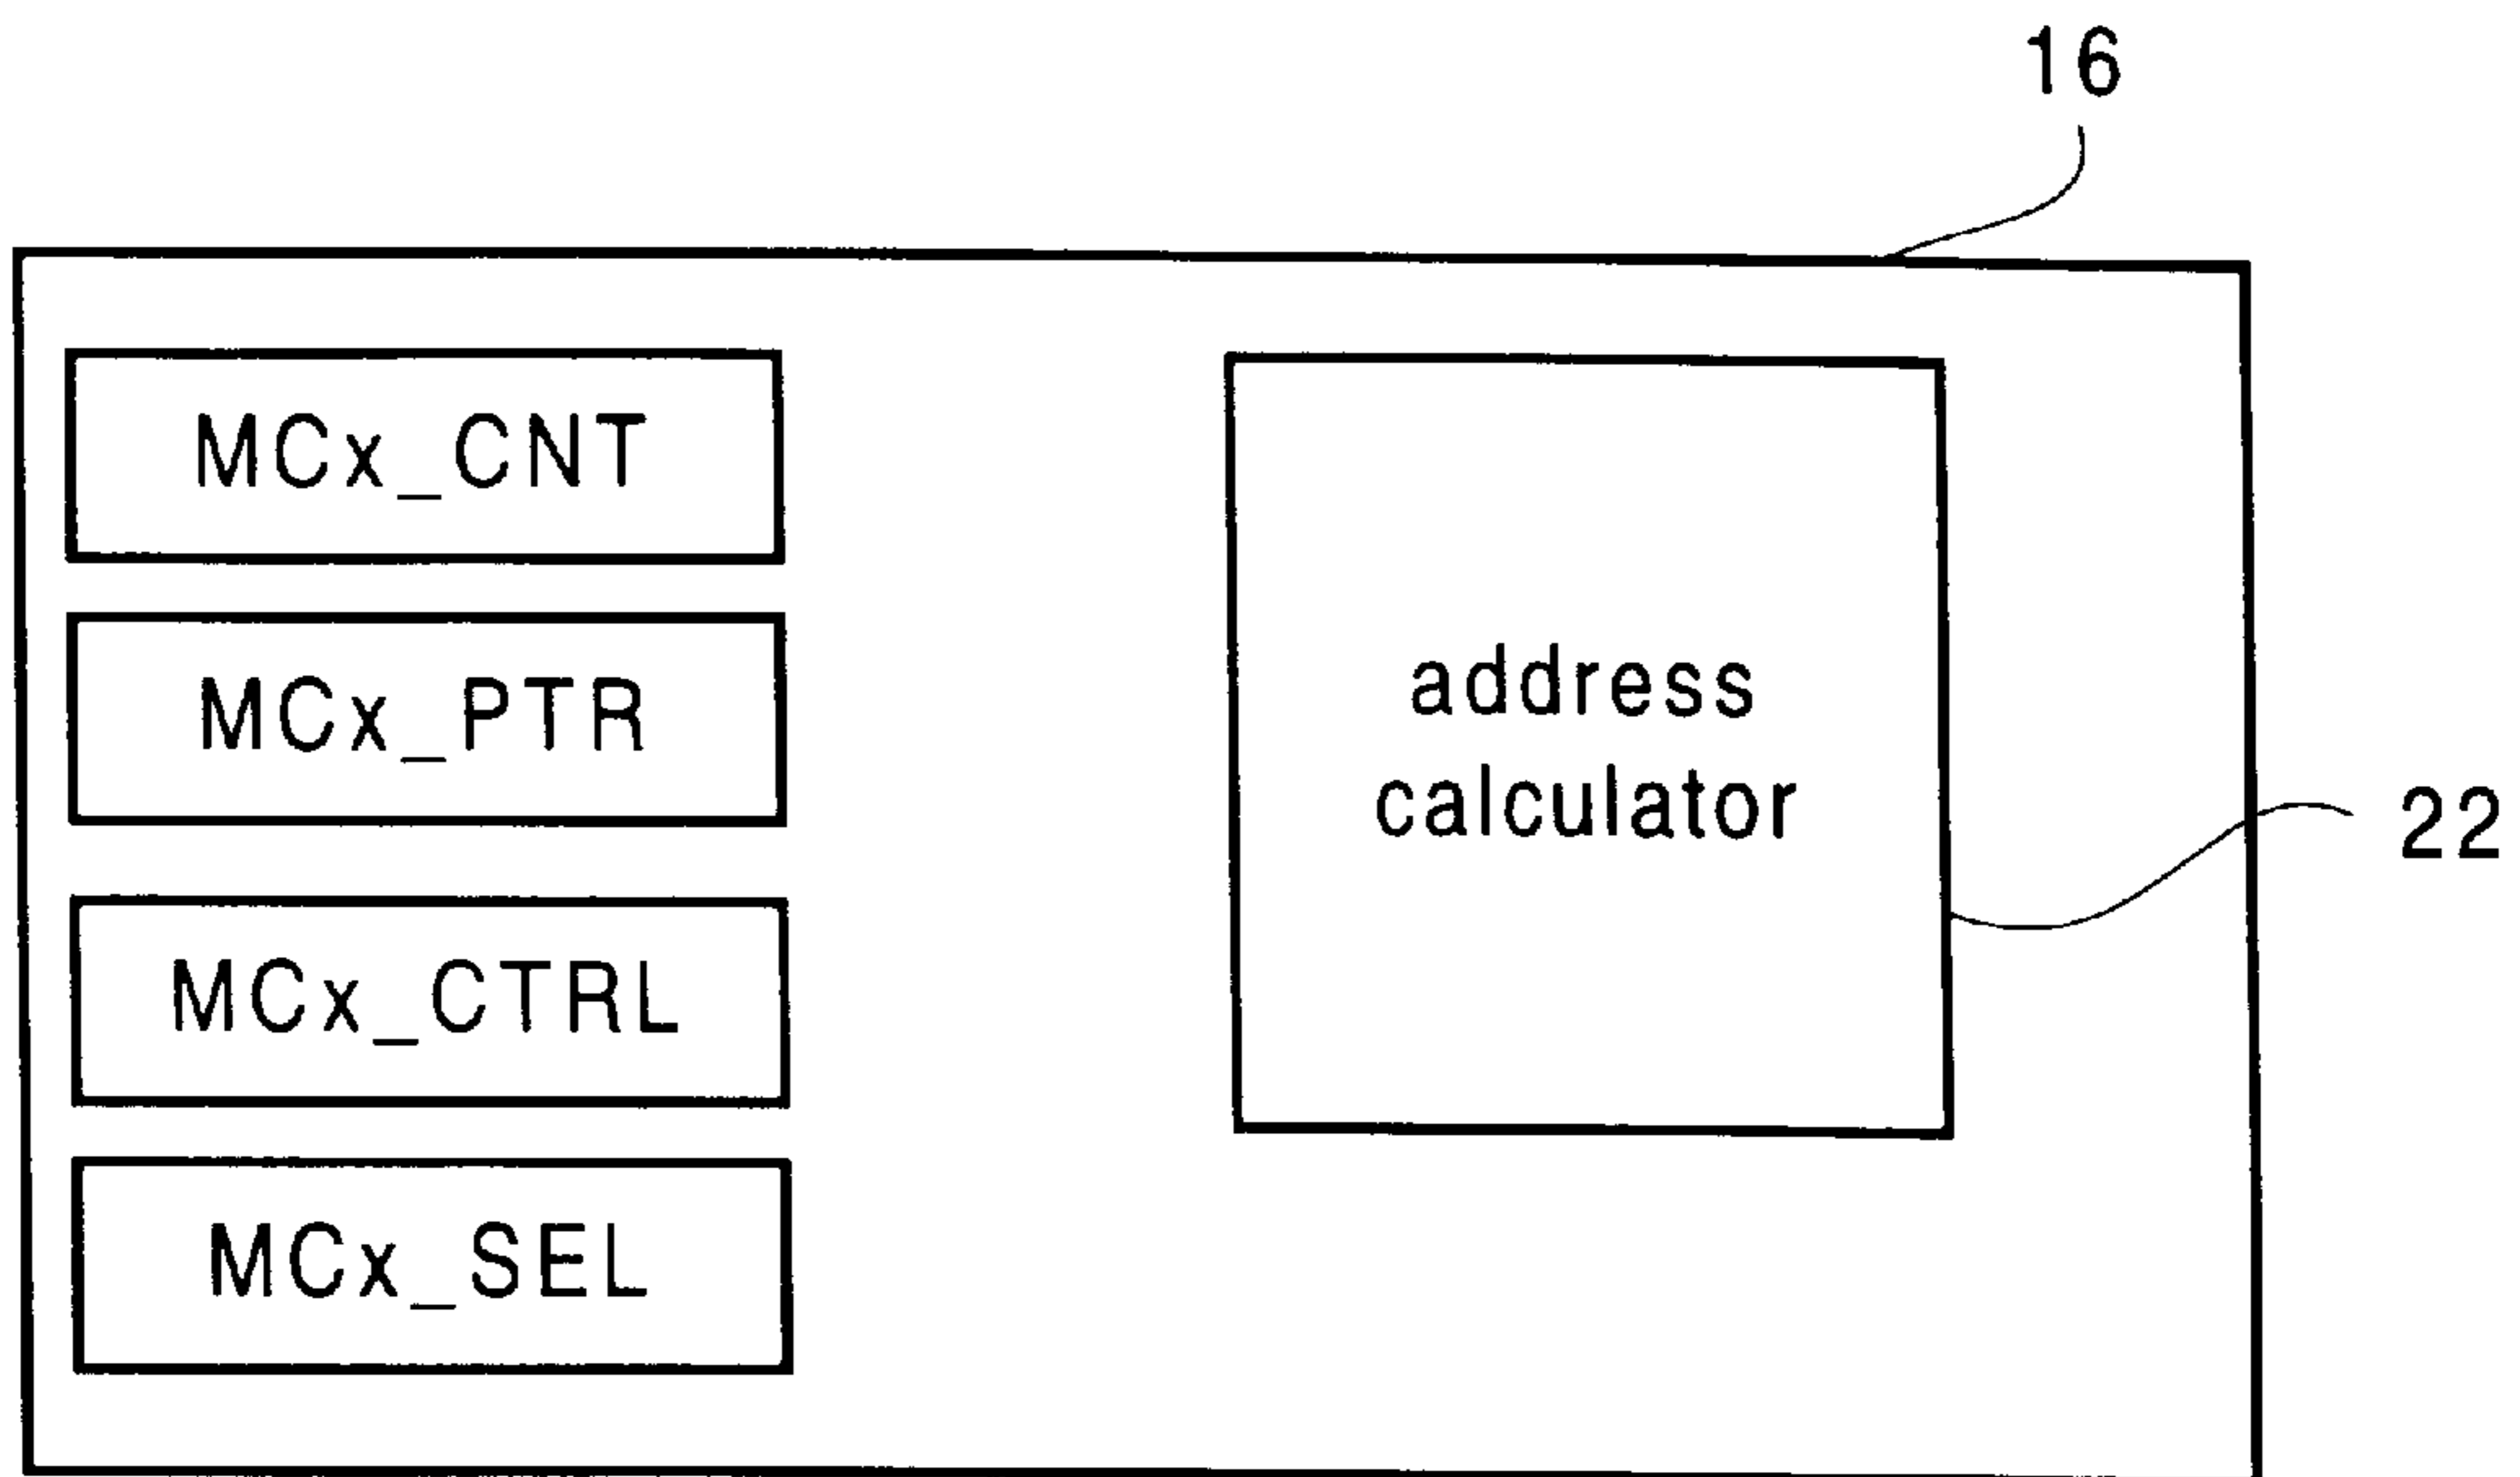 16
MCx_CNT
MCx_PTR
address
calculator
22
MCx_CTRL
MCx_SEL